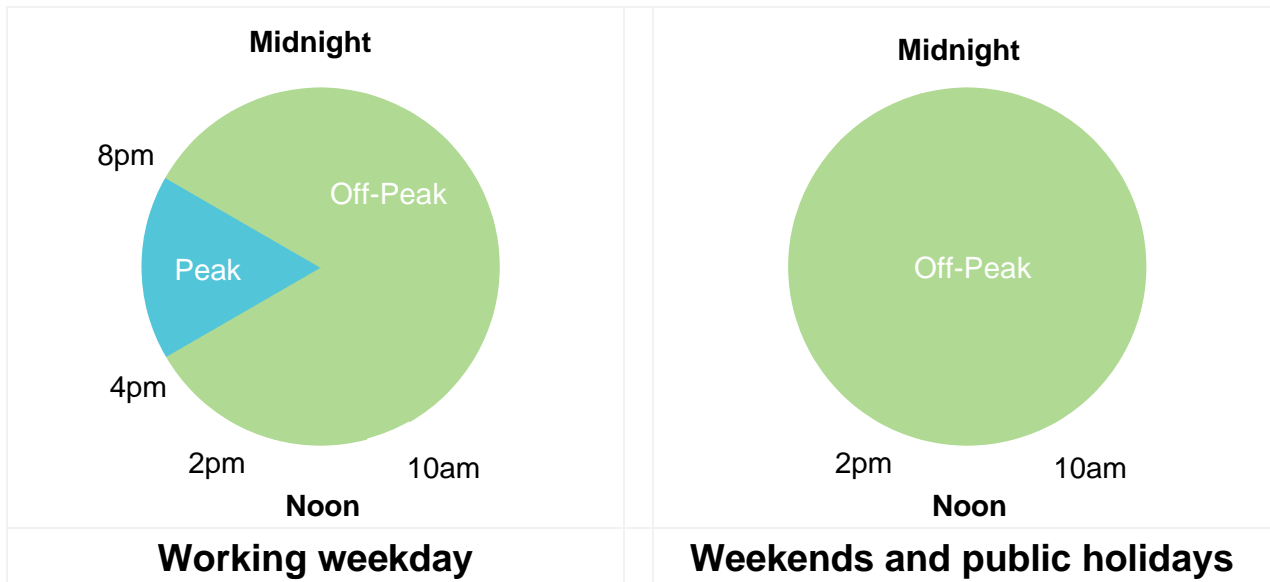 Midnight
8pm
Off-Peak
Peak
4pm
2pm
10am
Noon
Working weekday
Midnight
Off-Peak
2pm
10am
Noon
Weekends and public holidays